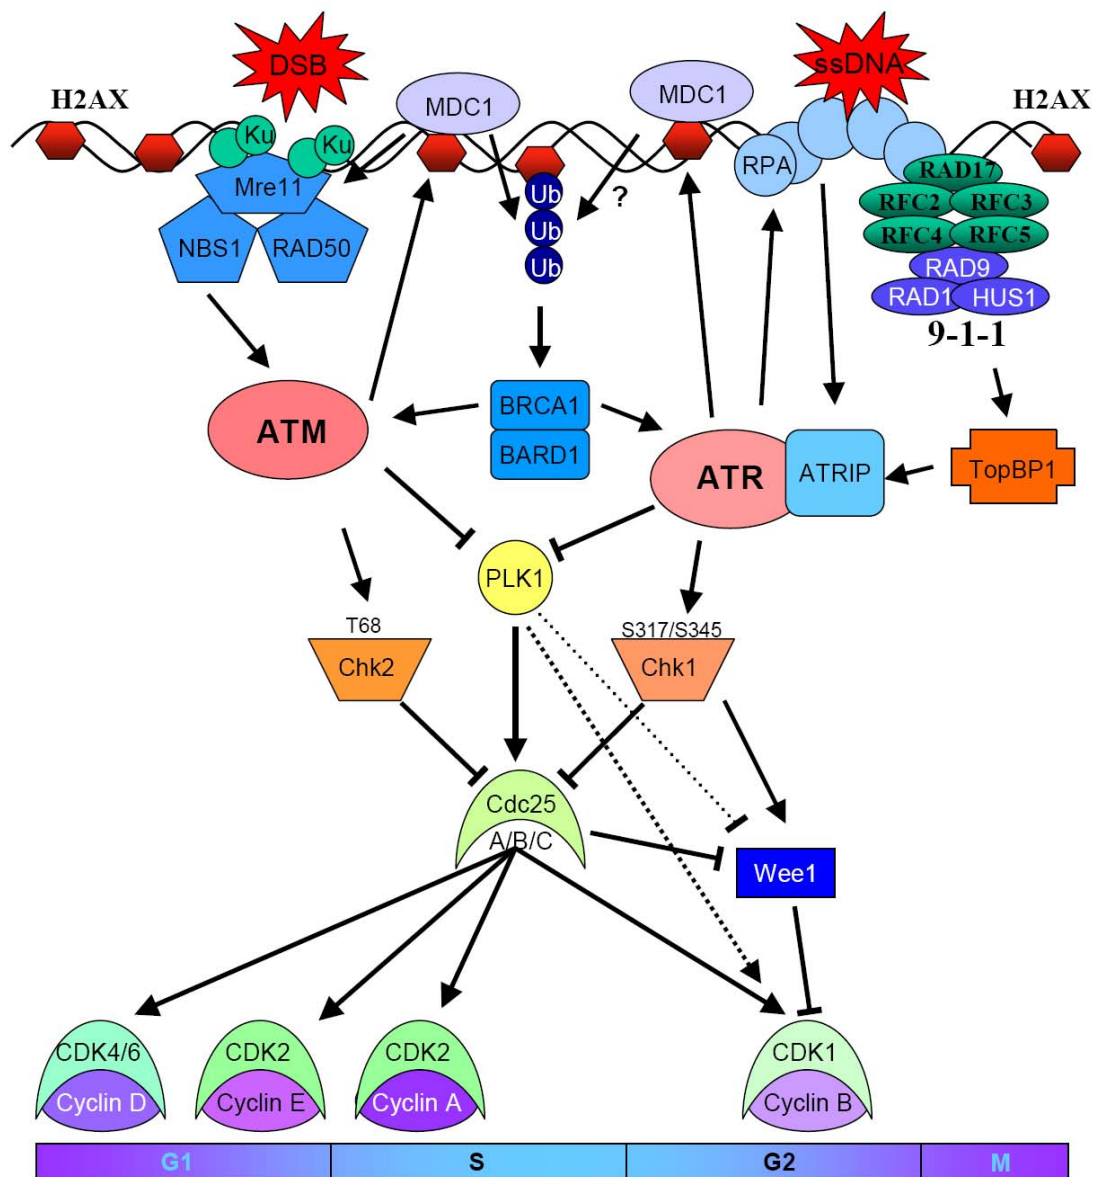 DSB
ssDNA
H2AX
MDC1
MDC1
H2AX
Ku
Ku
RPA
RAD17
Mre11
Ub
?
RFC2
RFC3
Ub
RFC4
RFC5
NBS1
RAD50
Ub
RAD9
RAD1
HUS1
9-1-1
BRCA1
ATM
BARD1
ATR
ATRIP
TopBP1
PLK1
T68
S317/S345
Chk2
Chk1
Cdc25
A/B/C
Wee1
CDK4/6
CDK2
CDK2
CDK1
Cyclin D
Cyclin E
Cyclin A
Cyclin B
G1
S
G2
M